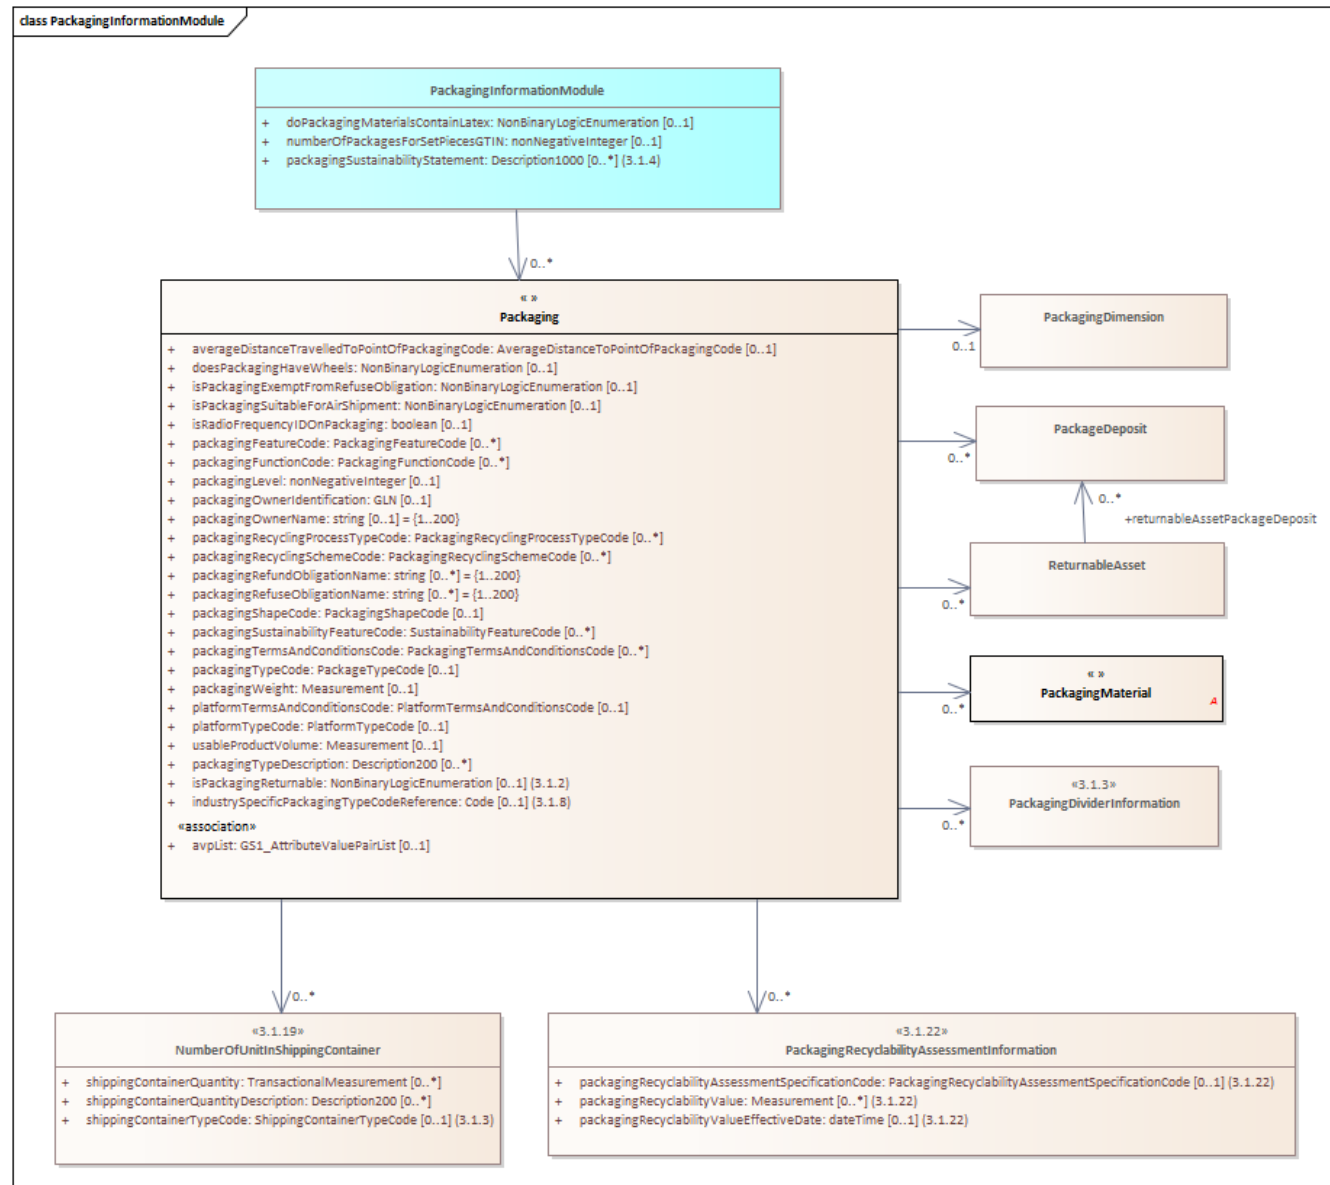 class PackagingInformationModule
PackagingInformationModule
+ doPackagingMaterialsContainLatex: NonBinaryLogicEnumeration [0..1]
+ numberOfPackagesForSetPiecesGTIN: nonNegativeInteger [0..1]
+ packagingSustainabilityStatement: Description1000 [0..*] (3.1.4)
0..*
« »
Packaging
+ averageDistanceTravelledToPointOfPackagingCode: AverageDistanceToPointOfPackagingCode [0..1]
+ doesPackagingHaveWheels: NonBinaryLogicEnumeration [0..1]
+ isPackagingExemptFromRefuseObligation: NonBinaryLogicEnumeration [0..1]
+ isPackagingSuitableForAirShipment: NonBinaryLogicEnumeration [0..1]
+ isRadioFrequencyIDOnPackaging: boolean [0..1]
+ packagingFeatureCode: PackagingFeatureCode [0..*]
+ packagingFunctionCode: PackagingFunctionCode [0..*]
+ packagingLevel: nonNegativeInteger [0..1]
+ packagingOwnerIdentification: GLN [0..1]
+ packagingOwnerName: string [0..1] = {1..200}
+ packagingRecyclingProcessTypeCode: PackagingRecyclingProcessTypeCode [0..*]
+ packagingRecyclingSchemeCode: PackagingRecyclingSchemeCode [0..*]
+ packagingRefundObligationName: string [0..*] = {1..200}
+ packagingRefuseObligationName: string [0..*] = {1..200}
+ packagingShapeCode: PackagingShapeCode [0..1]
+ packagingSustainabilityFeatureCode: SustainabilityFeatureCode [0..*]
+ packagingTermsAndConditionsCode: PackagingTermsAndConditionsCode [0..*]
+ packagingTypeCode: PackageTypeCode [0..1]
+ packagingWeight: Measurement [0..1]
+ platformTermsAndConditionsCode: PlatformTermsAndConditionsCode [0..1]
+ platformTypeCode: PlatformTypeCode [0..1]
+ usableProductVolume: Measurement [0..1]
+ packagingTypeDescription: Description200 [0..*]
+ isPackagingReturnable: NonBinaryLogicEnumeration [0..1] (3.1.2)
+ industrySpecificPackagingTypeCodeReference: Code [0..1] (3.1.8)
«association»
+ avpList: GS1_AttributeValuePairList [0..1]
PackagingDimension
0..1
PackageDeposit
0..*
0..*
+returnableAssetPackageDeposit
ReturnableAsset
0..*
« »
PackagingMaterial
A
0..*
«3.1.3»
PackagingDividerInformation
0..*
0..*
0..*
«3.1.19»
NumberOfUnitInShippingContainer
+ shippingContainerQuantity: TransactionalMeasurement [0..*]
+ shippingContainerQuantityDescription: Description200 [0..*]
+ shippingContainerTypeCode: ShippingContainerTypeCode [0..1] (3.1.3)
«3.1.22»
PackagingRecyclabilityAssessmentInformation
+ packagingRecyclabilityAssessmentSpecificationCode: PackagingRecyclabilityAssessmentSpecificationCode [0..1] (3.1.22)
+ packagingRecyclabilityValue: Measurement [0..*] (3.1.22)
+ packagingRecyclabilityValueEffectiveDate: dateTime [0..1] (3.1.22)